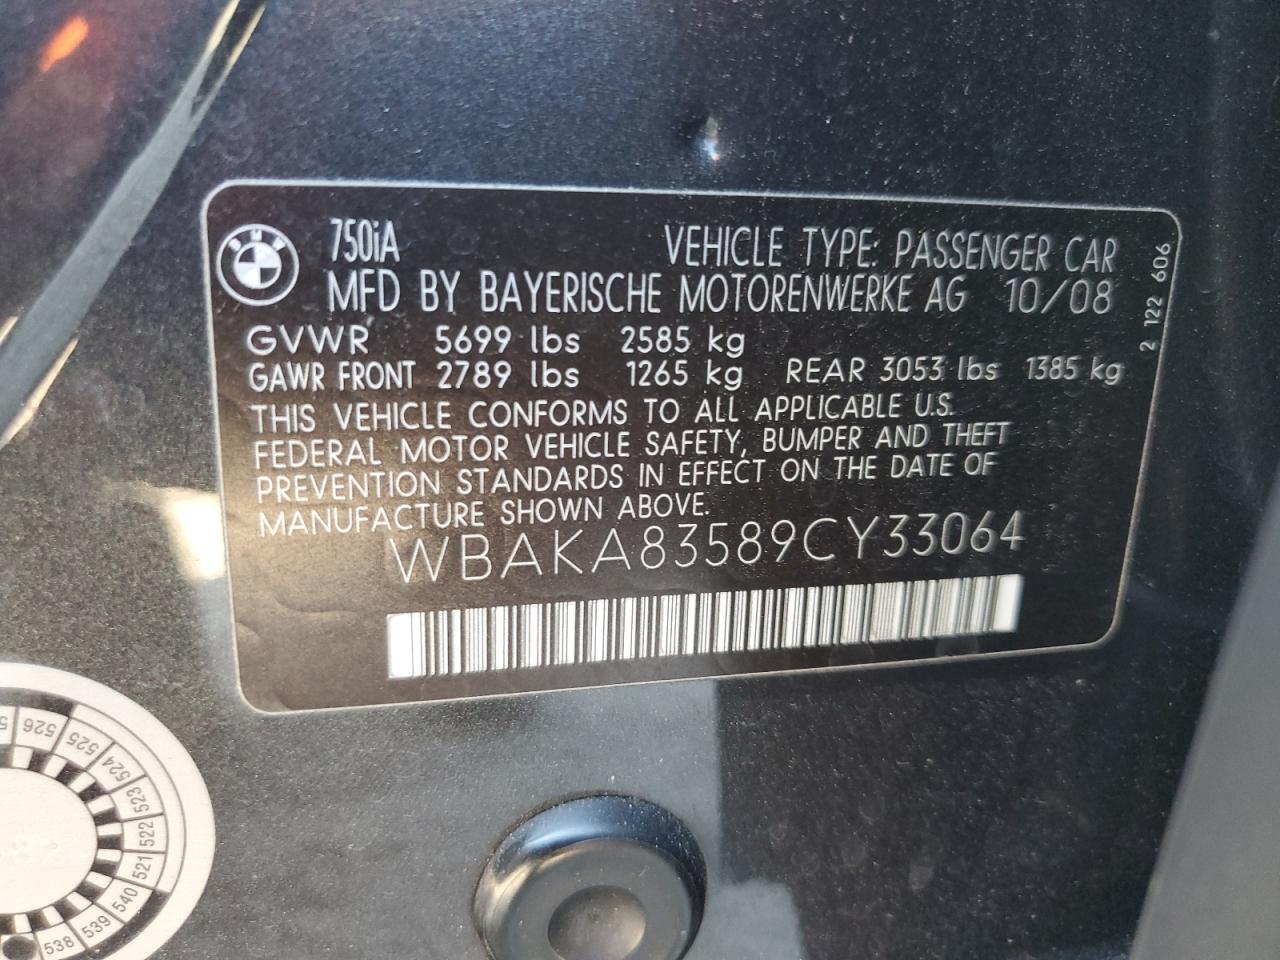 BMW
750iA VEHICLE TYPE: PASSENGER CAR
MFD BY BAYERISCHE MOTORENWERKE AG 10/08
GVWR 5699 lbs 2585 kg
GAWR FRONT 2789 lbs 1265 kg REAR 3053 lbs 1385 kg
THIS VEHICLE CONFORMS TO ALL APPLICABLE U.S.
FEDERAL MOTOR VEHICLE SAFETY, BUMPER AND THEFT
PREVENTION STANDARDS IN EFFECT ON THE DATE OF
MANUFACTURE SHOWN ABOVE.
WBAKA83589CY33064
2 122 606
526
525
524
523
522
521
540
539
538